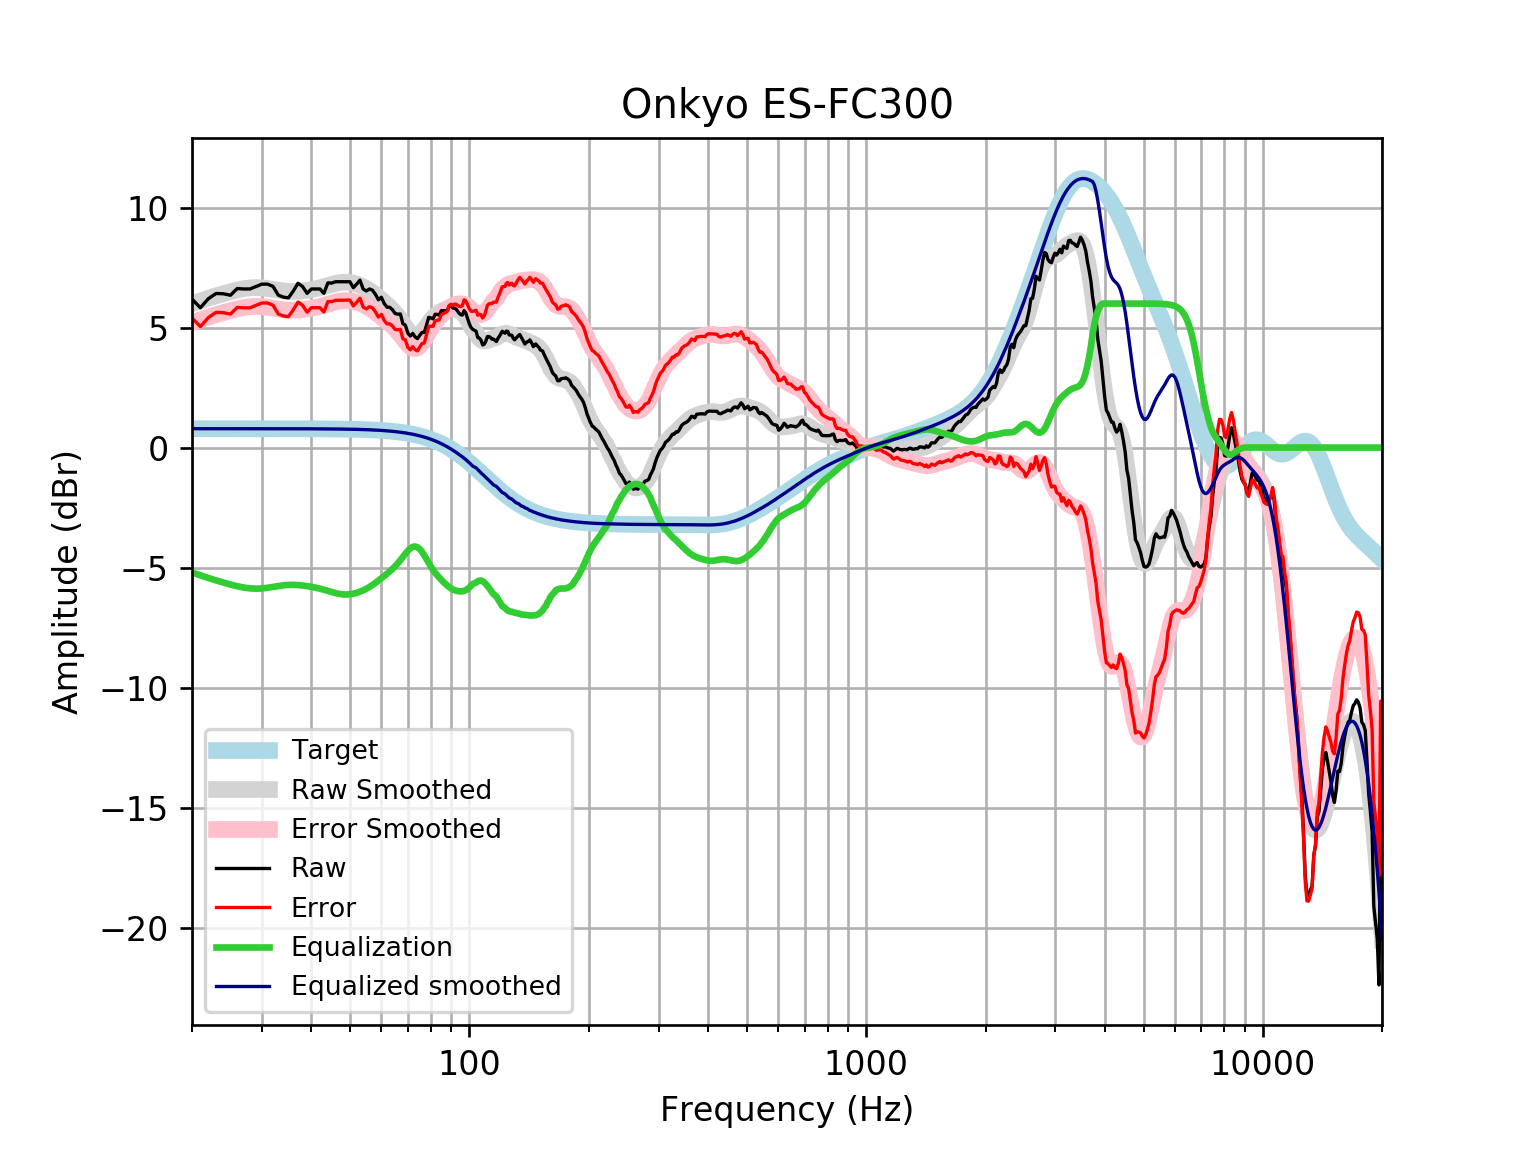 Onkyo ES-FC300
10
5
0
−5
−10
−15
−20
Amplitude (dBr)
Target
Raw Smoothed
Error Smoothed
Raw
Error
Equalization
Equalized smoothed
100 1000 10000
Frequency (Hz)